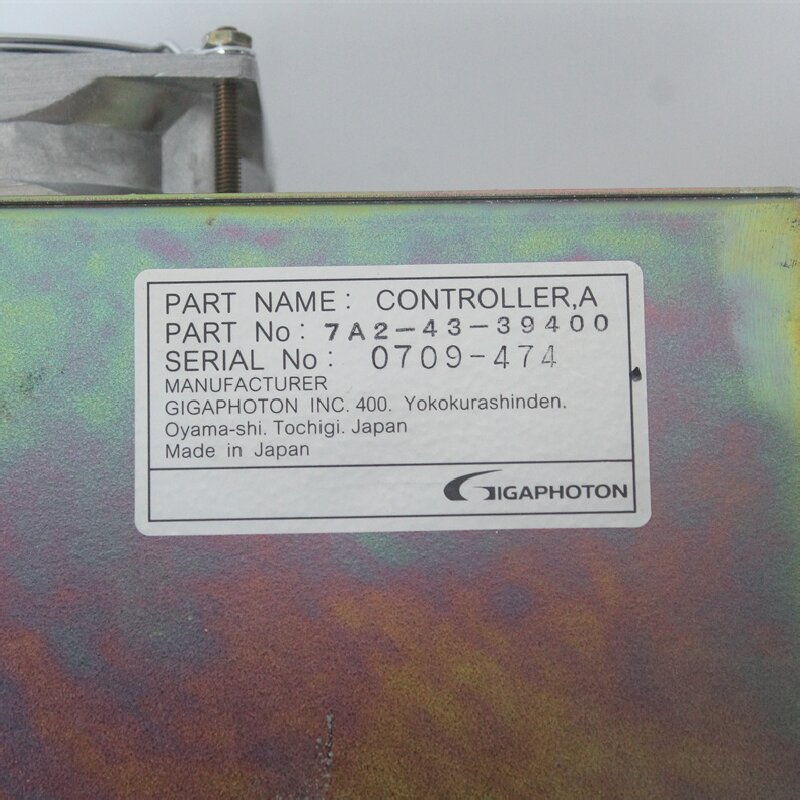 PART NAME: CONTROLLER,A
PART No: 7A2-43-39400
SERIAL No: 0709-474
MANUFACTURER
GIGAPHOTON INC. 400. Yokokurashinden.
Oyama-shi. Tochigi. Japan
Made in Japan
GIGAPHOTON